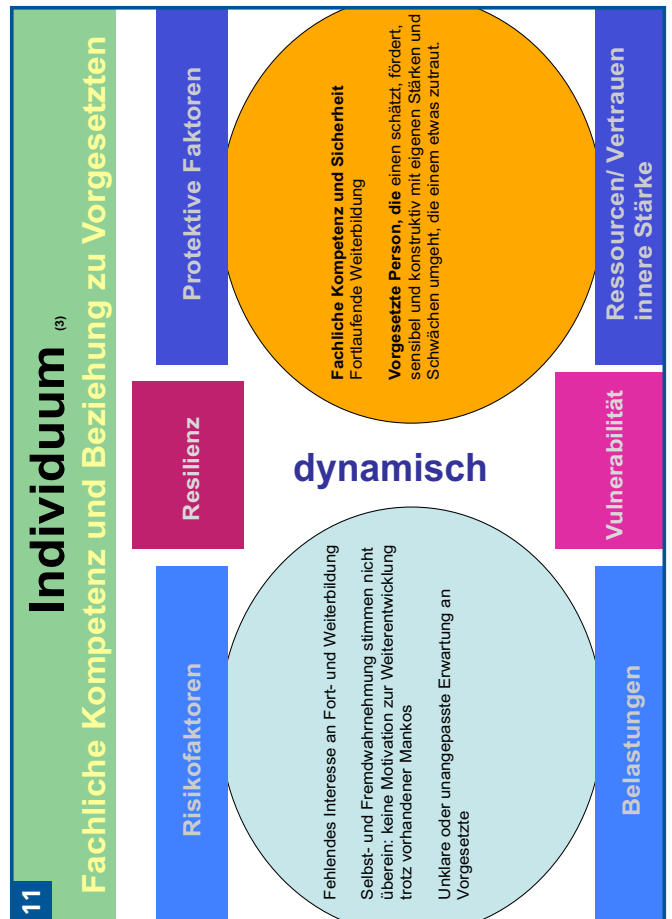 11
Individuum (3)
Fachliche Kompetenz und Beziehung zu Vorgesetzten
Risikofaktoren
Resilienz
Protektive Faktoren
Fehlendes Interesse an Fort- und Weiterbildung
Selbst- und Fremdwahrnehmung stimmen nicht
überein: keine Motivation zur Weiterentwicklung
trotz vorhandener Mankos
Unklare oder unangepasste Erwartung an
Vorgesetzte
dynamisch
Fachliche Kompetenz und Sicherheit
Fortlaufende Weiterbildung
Vorgesetzte Person, die einen schätzt, fördert,
sensibel und konstruktiv mit eigenen Stärken und
Schwächen umgeht, die einem etwas zutraut.
Belastungen
Vulnerabilität
Ressourcen/ Vertrauen
innere Stärke